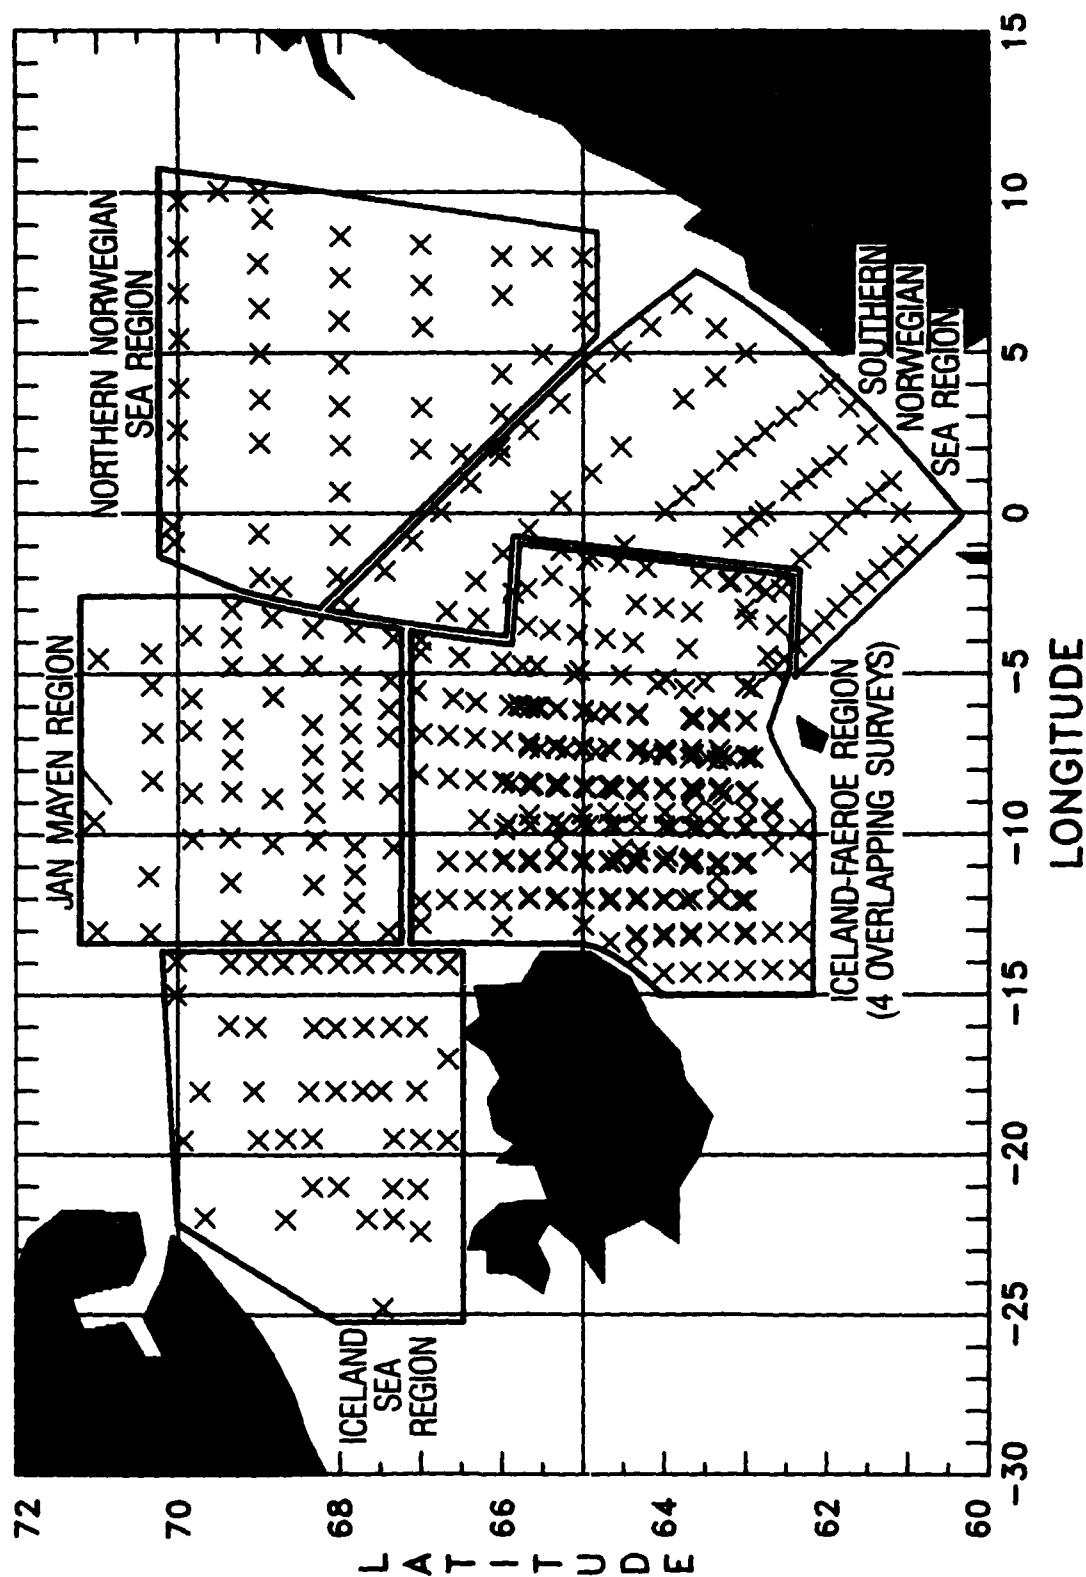 72
70
68
66
64
62
60
LATITUDE
-30
-25
-20
-15
-10
-5
0
5
10
15
LONGITUDE
ICELAND
SEA
REGION
JAN MAYEN REGION
NORTHERN NORWEGIAN
SEA REGION
ICELAND-FAEROE REGION
(4 OVERLAPPING SURVEYS)
SOUTHERN
NORWEGIAN
SEA REGION